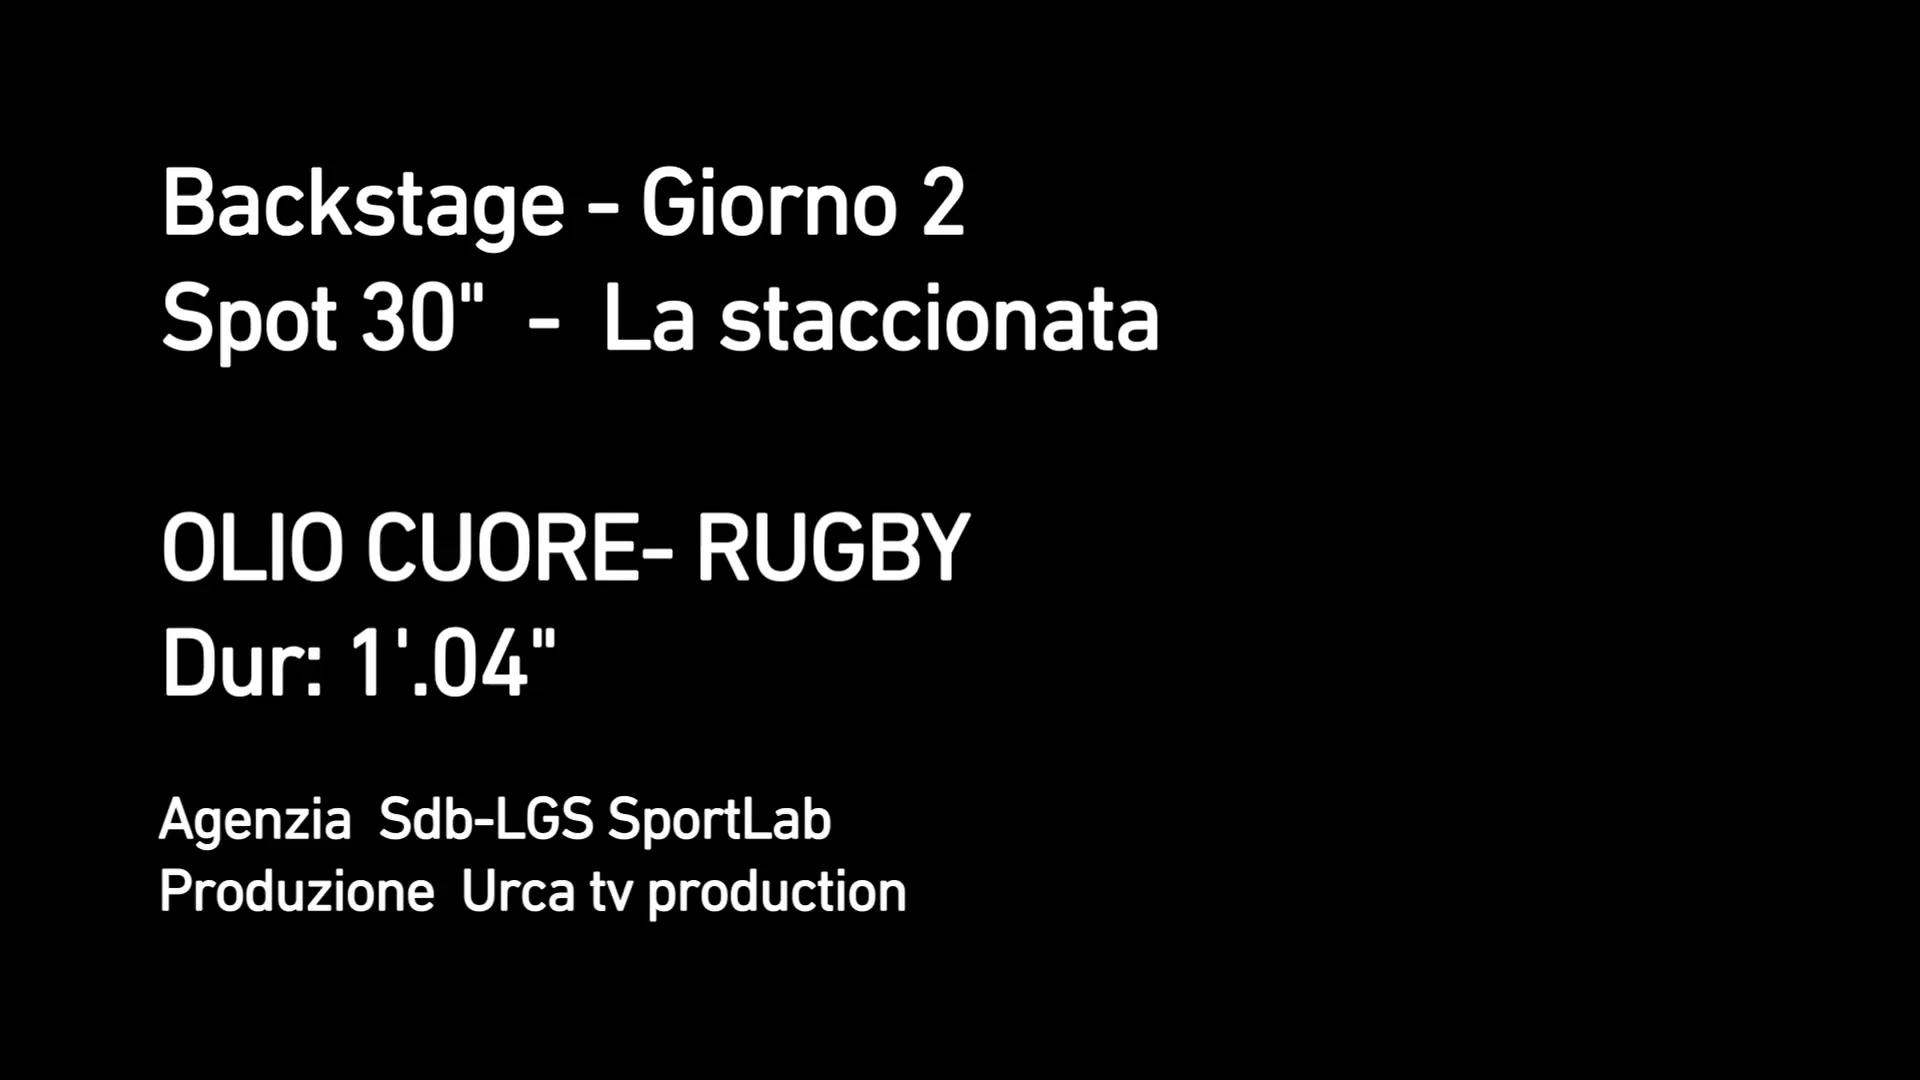 Backstage - Giorno 2
Spot 30" - La staccionata
OLIO CUORE- RUGBY
Dur: 1'.04"
Agenzia Sdb-LGS SportLab
Produzione Urca tv production